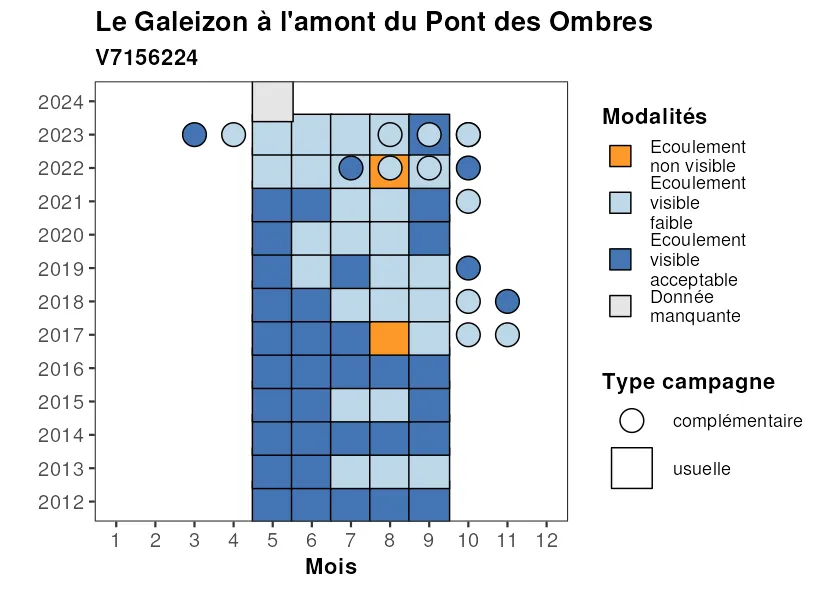 Le Galeizon à l'amont du Pont des Ombres
V7156224
2024
2023
2022
2021
2020
2019
2018
2017
2016
2015
2014
2013
2012
1 2 3 4 5 6 7 8 9 10 11 12
Mois
Modalités
Ecoulement
non visible
Ecoulement
visible
faible
Ecoulement
visible
acceptable
Donnée
manquante
Type campagne
complémentaire
usuelle